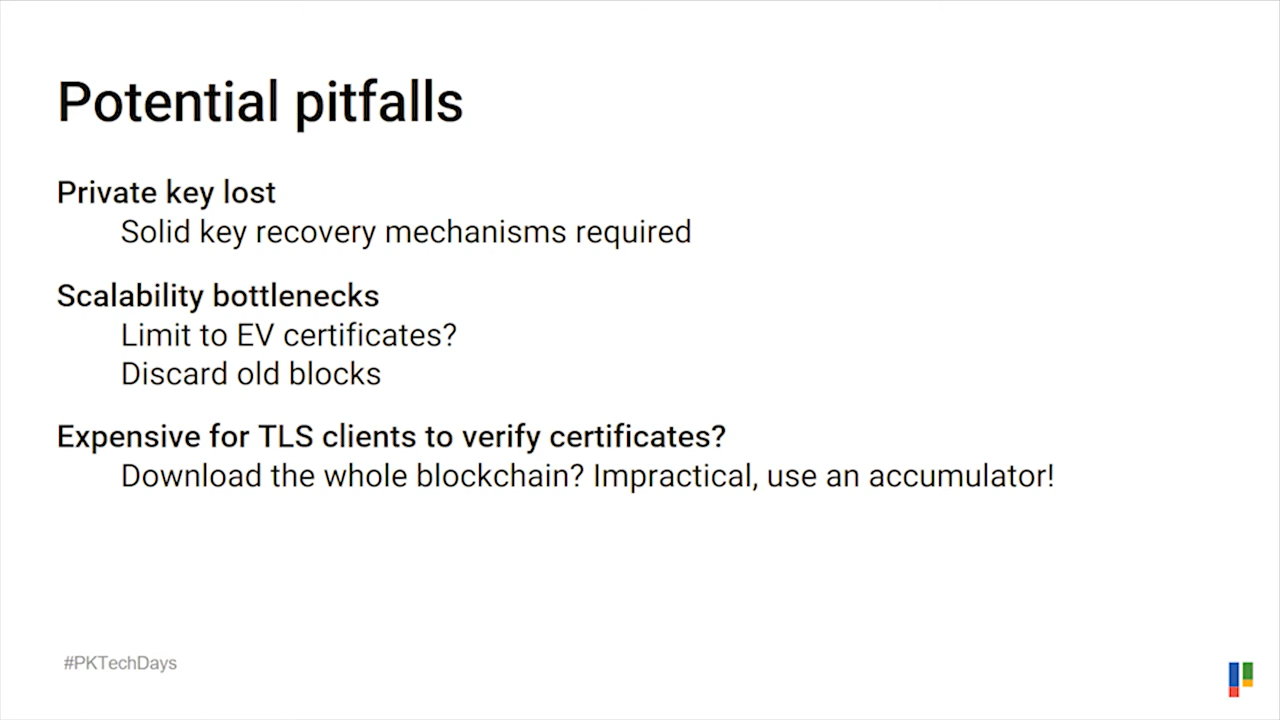 Potential pitfalls
Private key lost
Solid key recovery mechanisms required
Scalability bottlenecks
Limit to EV certificates?
Discard old blocks
Expensive for TLS clients to verify certificates?
Download the whole blockchain? Impractical, use an accumulator!
#PKTechDays